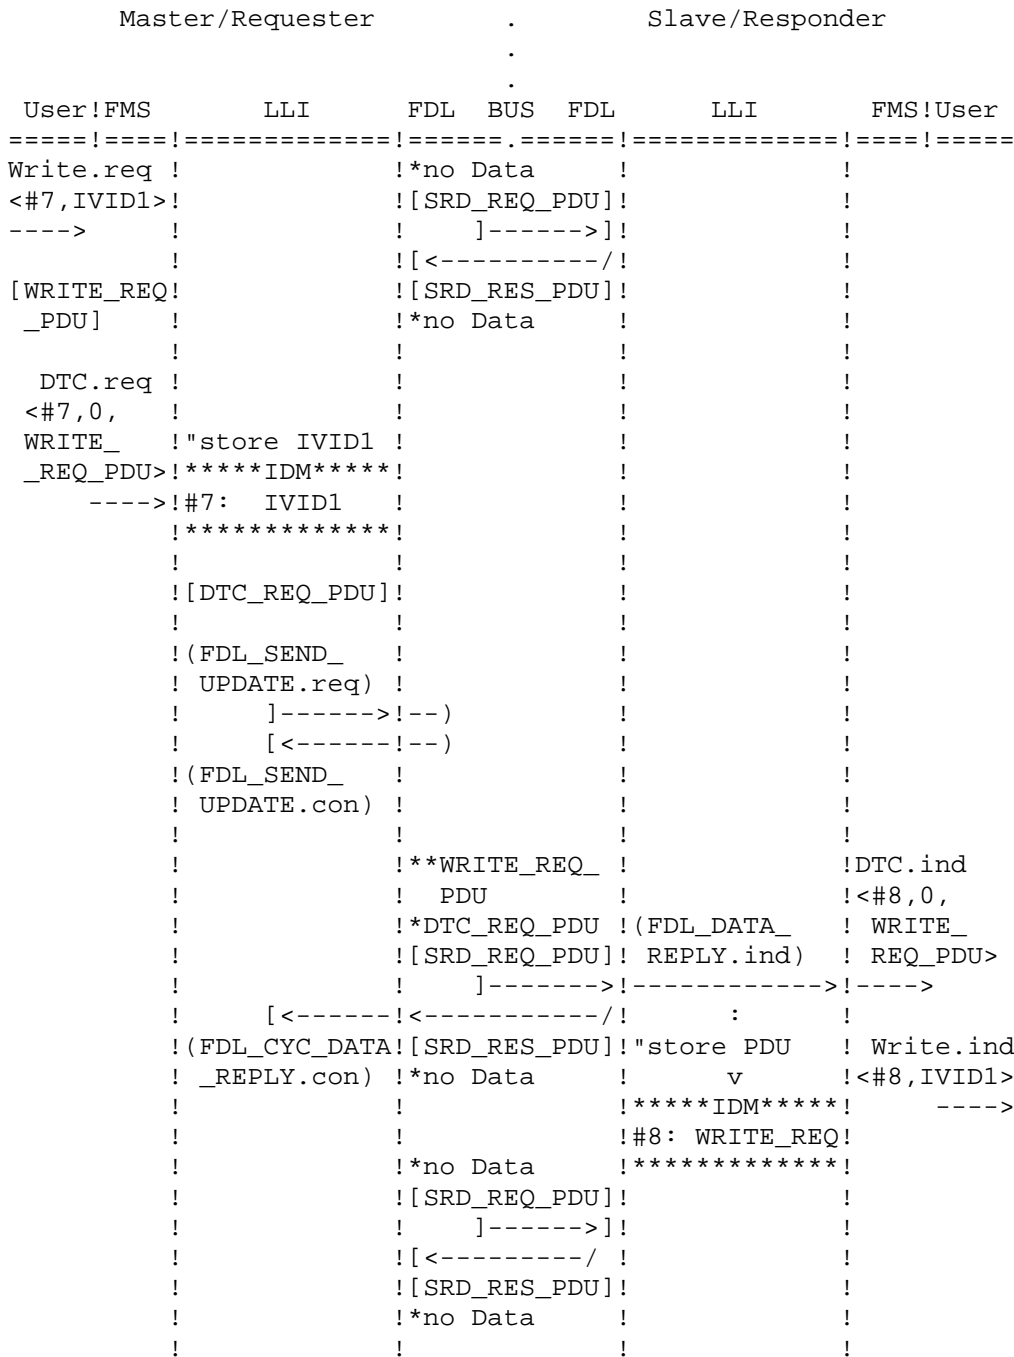 Master/Requester        .        Slave/Responder
                               .
                               .
 User!FMS       LLI      FDL  BUS  FDL      LLI       FMS!User
=====!====!=============!======.======!=============!====!=====
Write.req !             !*no Data     !             !
<#7,IVID1>!             ![SRD_REQ_PDU]!             !
---->     !             !    ]------>]!             !
          !             ![<----------/!             !
[WRITE_REQ!             ![SRD_RES_PDU]!             !
 _PDU]    !             !*no Data     !             !
          !             !             !             !
  DTC.req !             !             !             !
 <#7,0,   !             !             !             !
 WRITE_   !"store IVID1 !             !             !
 _REQ_PDU>!*****IDM*****!             !             !
     ---->!#7:  IVID1   !             !             !
          !*************!             !             !
          !             !             !             !
          ![DTC_REQ_PDU]!             !             !
          !             !             !             !
          !(FDL_SEND_   !             !             !
          ! UPDATE.req) !             !             !
          !     ]------>!--)          !             !
          !     [<------!--)          !             !
          !(FDL_SEND_   !             !             !
          ! UPDATE.con) !             !             !
          !             !             !             !
          !             !**WRITE_REQ_ !             !DTC.ind
          !             !  PDU        !             !<#8,0,
          !             !*DTC_REQ_PDU !(FDL_DATA_   ! WRITE_
          !             ![SRD_REQ_PDU]! REPLY.ind)  ! REQ_PDU>
          !             !    ]------->!------------>!---->
          !     [<------!<-----------/!      :      !
          !(FDL_CYC_DATA![SRD_RES_PDU]!"store PDU   ! Write.ind
          ! _REPLY.con) !*no Data     !      v      !<#8,IVID1>
          !             !             !*****IDM*****!     ---->
          !             !             !#8: WRITE_REQ!
          !             !*no Data     !*************!
          !             ![SRD_REQ_PDU]!             !
          !             !    ]------>]!             !
          !             ![<---------/ !             !
          !             ![SRD_RES_PDU]!             !
          !             !*no Data     !             !
          !             !             !             !